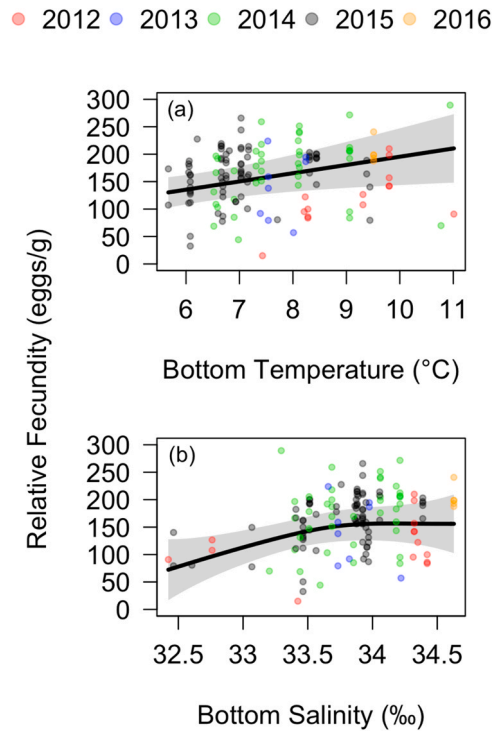 2012 2013 2014 2015 2016
(a)
300
250
200
150
100
50
0
6 7 8 9 10 11
Bottom Temperature (°C)
Relative Fecundity (eggs/g)
(b)
300
250
200
150
100
50
0
32.5 33 33.5 34 34.5
Bottom Salinity (‰)